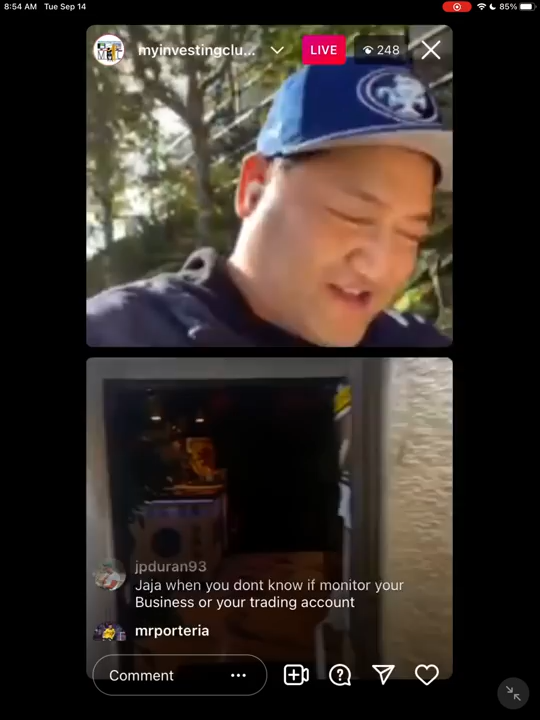 8:54 AM Tue Sep 14
85%
myinvestingclu...
LIVE
248
jpduran93
Jaja when you dont know if monitor your
Business or your trading account
mrporteria
Comment